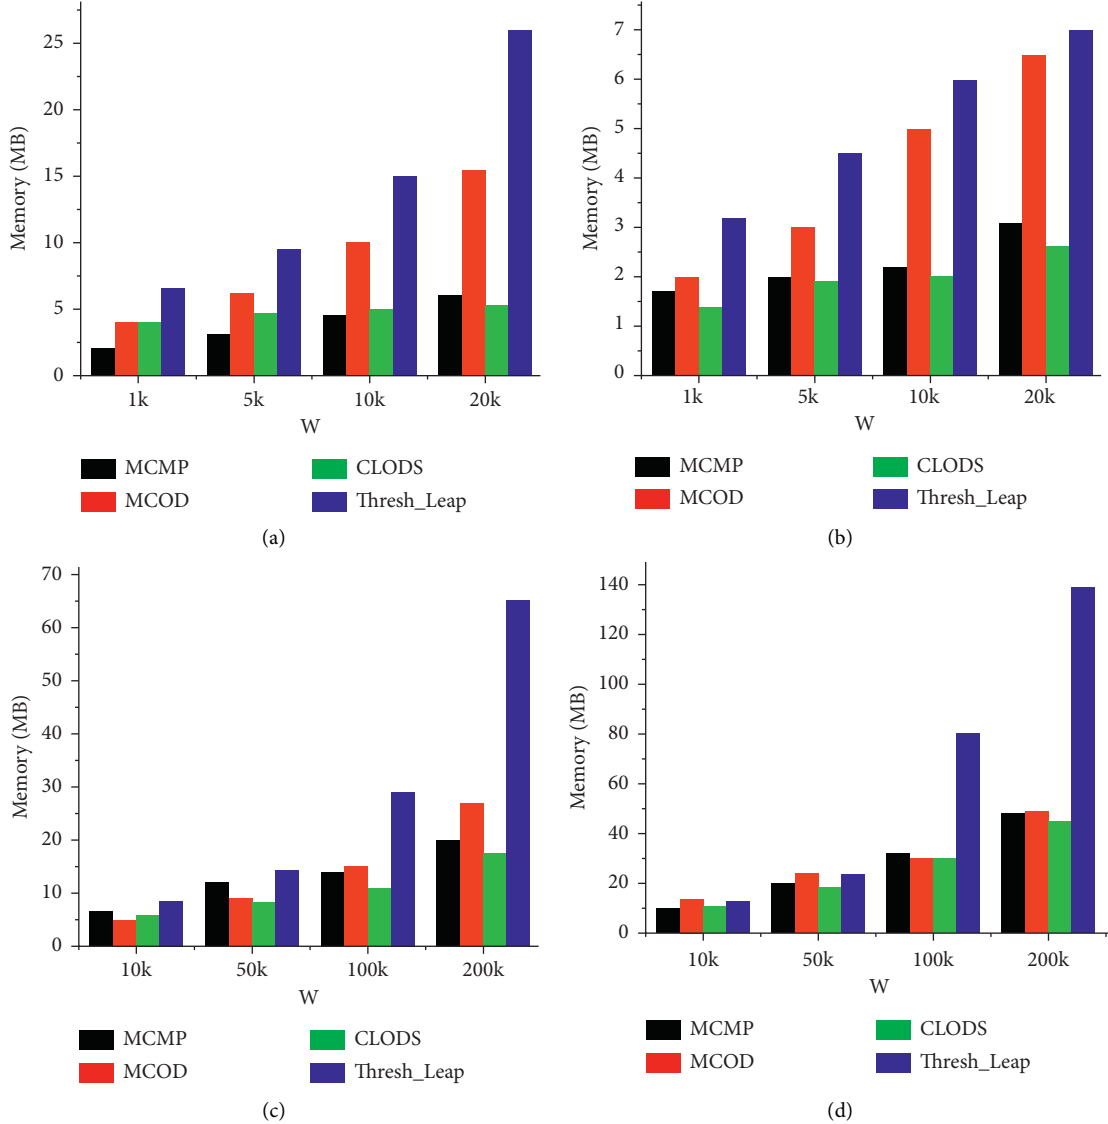 25
20
15
10
5
0
Memory (MB)
1k 5k 10k 20k
W
MCMP CLODS
MCOD Thresh_Leap
(a)
7
6
5
4
3
2
1
0
Memory (MB)
1k 5k 10k 20k
W
MCMP CLODS
MCOD Thresh_Leap
(b)
70
60
50
40
30
20
10
0
Memory (MB)
10k 50k 100k 200k
W
MCMP CLODS
MCOD Thresh_Leap
(c)
140
120
100
80
60
40
20
0
Memory (MB)
10k 50k 100k 200k
W
MCMP CLODS
MCOD Thresh_Leap
(d)